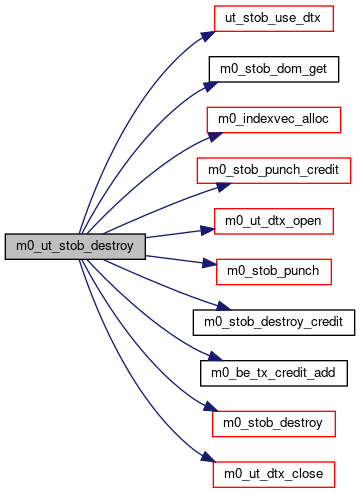 ut_stob_use_dtx
m0_stob_dom_get
m0_indexvec_alloc
m0_stob_punch_credit
m0_ut_stob_destroy
m0_ut_dtx_open
m0_stob_punch
m0_stob_destroy_credit
m0_be_tx_credit_add
m0_stob_destroy
m0_ut_dtx_close